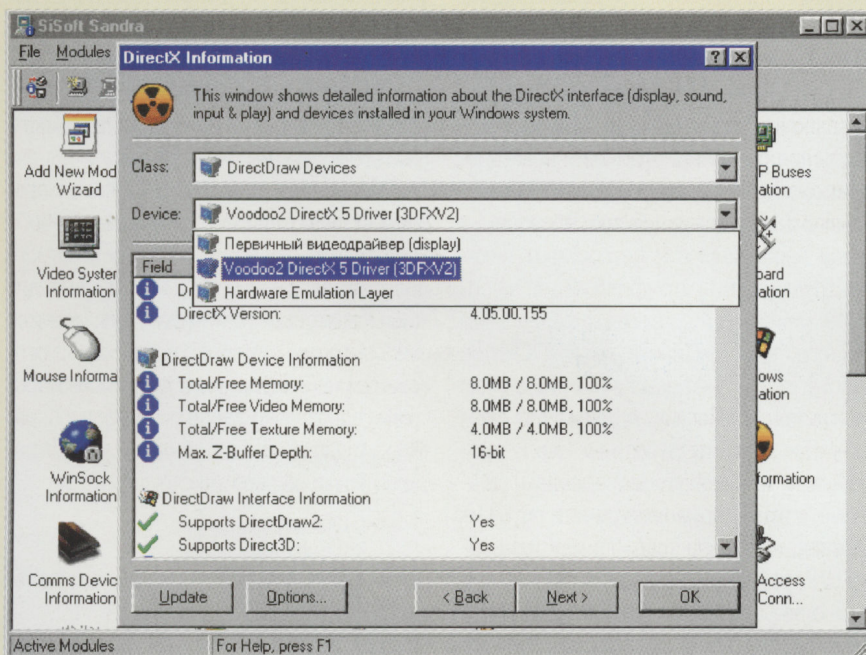 SiSoft Sandra
File Modules
DirectX Information
This window shows detailed information about the DirectX interface (display, sound,
input & play) and devices installed in your Windows system.
Class: DirectDraw Devices
Device: Voodoo2 DirectX 5 Driver (3DFXV2)
Первичный видеодрайвер (display)
Voodoo2 DirectX 5 Driver (3DFXV2)
Hardware Emulation Layer
Field
DirectX Version: 4.05.00.155
DirectDraw Device Information
Total/Free Memory: 8.0MB / 8.0MB, 100%
Total/Free Video Memory: 8.0MB / 8.0MB, 100%
Total/Free Texture Memory: 4.0MB / 4.0MB, 100%
Max. Z-Buffer Depth: 16-bit
DirectDraw Interface Information
Supports DirectDraw2: Yes
Supports Direct3D: Yes
Update Options... < Back Next > OK
Add New Mod
Wizard
Video Syster
Information
Mouse Informa
WinSock
Information
Comms Devic
Information
P Buses
ation
oard
ation
ows
ation
formation
Access
Conn...
Active Modules For Help, press F1